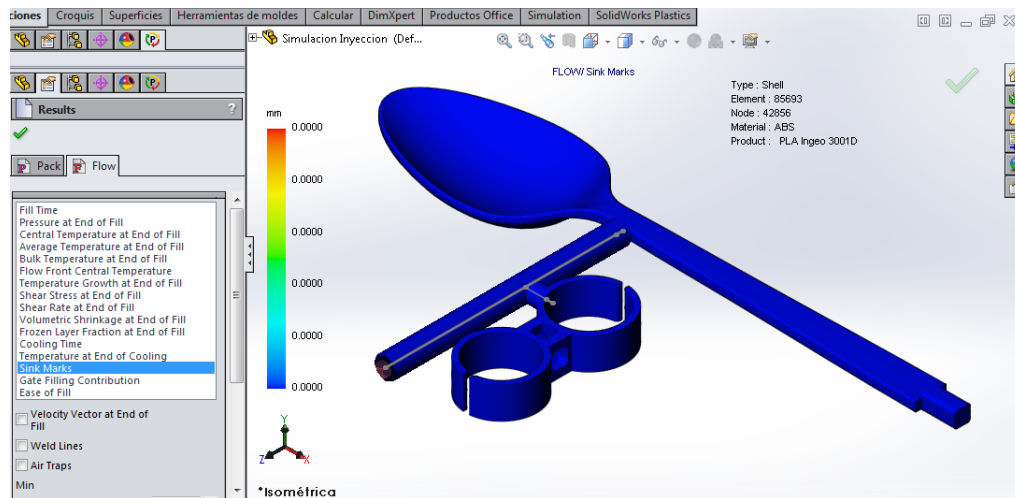 ciones Croquis Superficies Herramientas de moldes Calcular DimXpert Productos Office Simulation SolidWorks Plastics
Simulacion Inyeccion (Def...
FLOW/ Sink Marks
Type : Shell
Element : 85693
Node : 42856
Material : ABS
Product : PLA Ingeo 3001D
Results ?
Pack Flow
Fill Time
Pressure at End of Fill
Central Temperature at End of Fill
Average Temperature at End of Fill
Bulk Temperature at End of Fill
Flow Front Central Temperature
Temperature Growth at End of Fill
Shear Stress at End of Fill
Shear Rate at End of Fill
Volumetric Shrinkage at End of Fill
Frozen Layer Fraction at End of Fill
Cooling Time
Temperature at End of Cooling
Sink Marks
Gate Filling Contribution
Ease of Fill
Velocity Vector at End of
Fill
Weld Lines
Air Traps
Min
mm
0.0000
0.0000
0.0000
0.0000
0.0000
0.0000
Y
Z X
*Isométrica